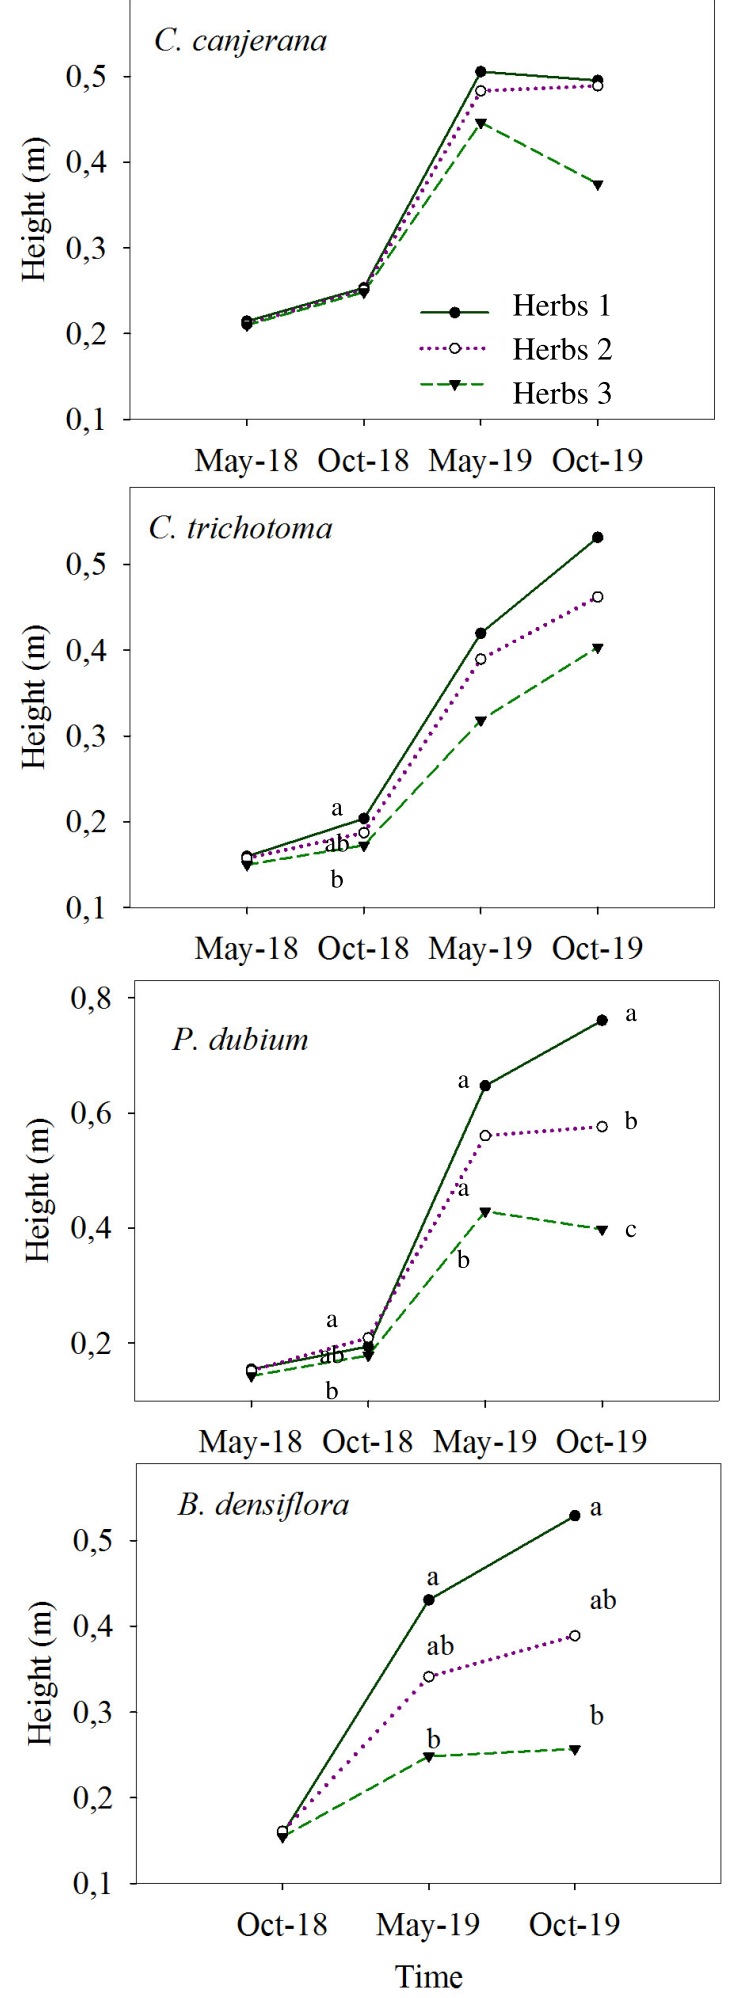 C. canjerana
0,5
0,4
0,3
0,2
0,1
Height (m)
Herbs 1
Herbs 2
Herbs 3
May-18 Oct-18 May-19 Oct-19
C. trichotoma
0,5
0,4
0,3
0,2
0,1
Height (m)
a
ab
b
May-18 Oct-18 May-19 Oct-19
P. dubium
0,8
0,6
0,4
0,2
Height (m)
a
ab
b
a
a
b
a
b
c
May-18 Oct-18 May-19 Oct-19
B. densiflora
0,5
0,4
0,3
0,2
0,1
Height (m)
a
ab
b
a
ab
b
Oct-18 May-19 Oct-19
Time